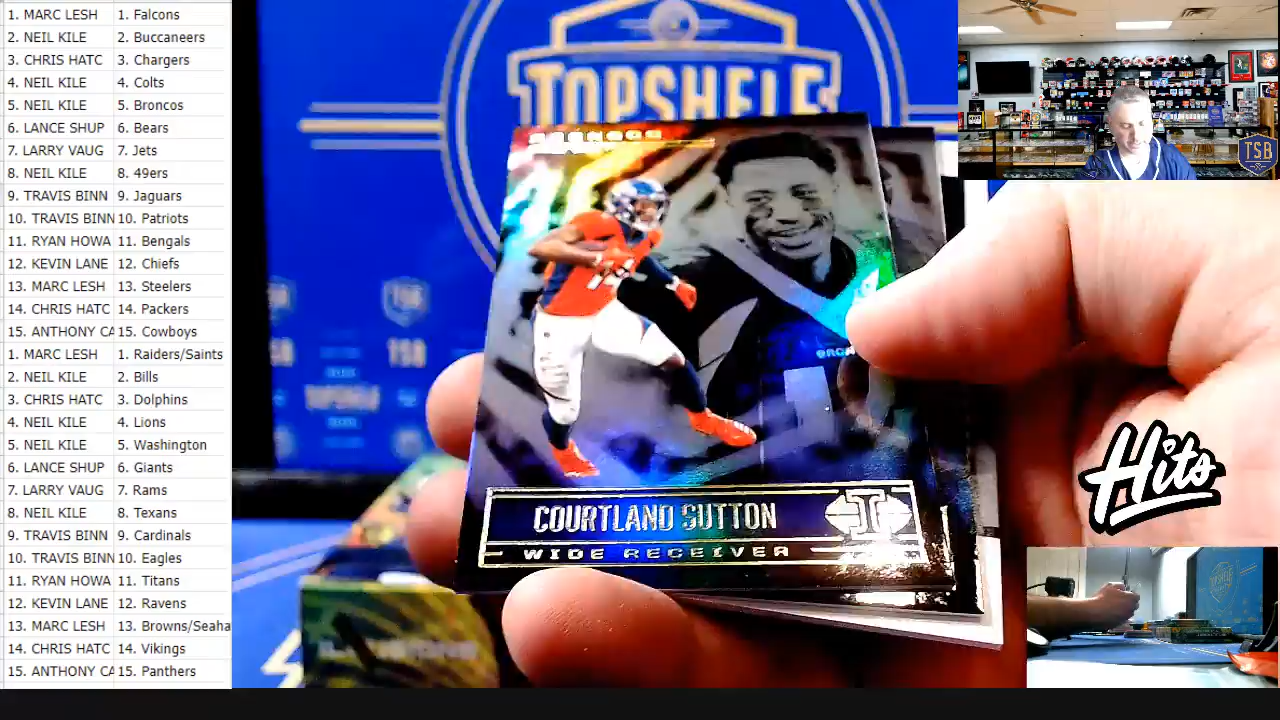 1. MARC LESH 1. Falcons
2. NEIL KILE 2. Buccaneers
3. CHRIS HATC 3. Chargers
4. NEIL KILE 4. Colts
5. NEIL KILE 5. Broncos
6. LANCE SHUP 6. Bears
7. LARRY VAUG 7. Jets
8. NEIL KILE 8. 49ers
9. TRAVIS BINN 9. Jaguars
10. TRAVIS BINN 10. Patriots
11. RYAN HOWA 11. Bengals
12. KEVIN LANE 12. Chiefs
13. MARC LESH 13. Steelers
14. CHRIS HATC 14. Packers
15. ANTHONY CA 15. Cowboys
1. MARC LESH 1. Raiders/Saints
2. NEIL KILE 2. Bills
3. CHRIS HATC 3. Dolphins
4. NEIL KILE 4. Lions
5. NEIL KILE 5. Washington
6. LANCE SHUP 6. Giants
7. LARRY VAUG 7. Rams
8. NEIL KILE 8. Texans
9. TRAVIS BINN 9. Cardinals
10. TRAVIS BINN 10. Eagles
11. RYAN HOWA 11. Titans
12. KEVIN LANE 12. Ravens
13. MARC LESH 13. Browns/Seaha
14. CHRIS HATC 14. Vikings
15. ANTHONY CA 15. Panthers
TOPSHELF
COURTLAND SUTTON
WIDE RECEIVER
TSB
Hits
TSB
TOPSHELF